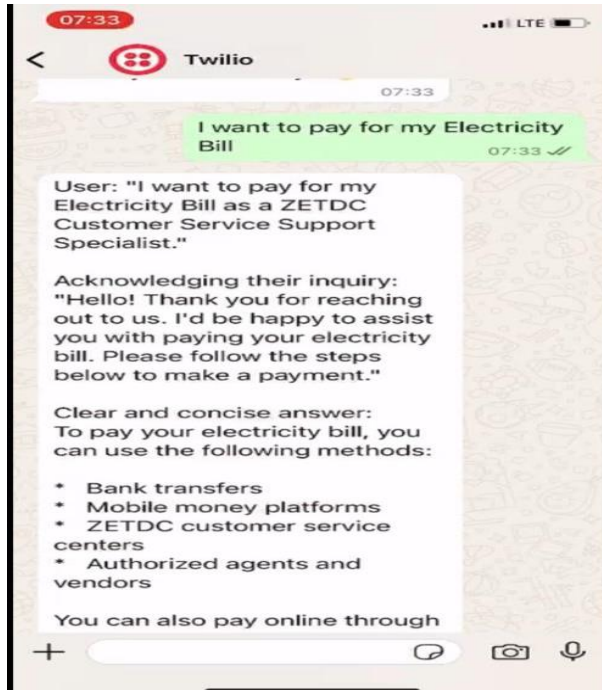 07:33
LTE
Twilio
07:33
I want to pay for my Electricity
Bill
07:33
User: "I want to pay for my
Electricity Bill as a ZETDC
Customer Service Support
Specialist."
Acknowledging their inquiry:
"Hello! Thank you for reaching
out to us. I'd be happy to assist
you with paying your electricity
bill. Please follow the steps
below to make a payment."
Clear and concise answer:
To pay your electricity bill, you
can use the following methods:
* Bank transfers
* Mobile money platforms
* ZETDC customer service
centers
* Authorized agents and
vendors
You can also pay online through